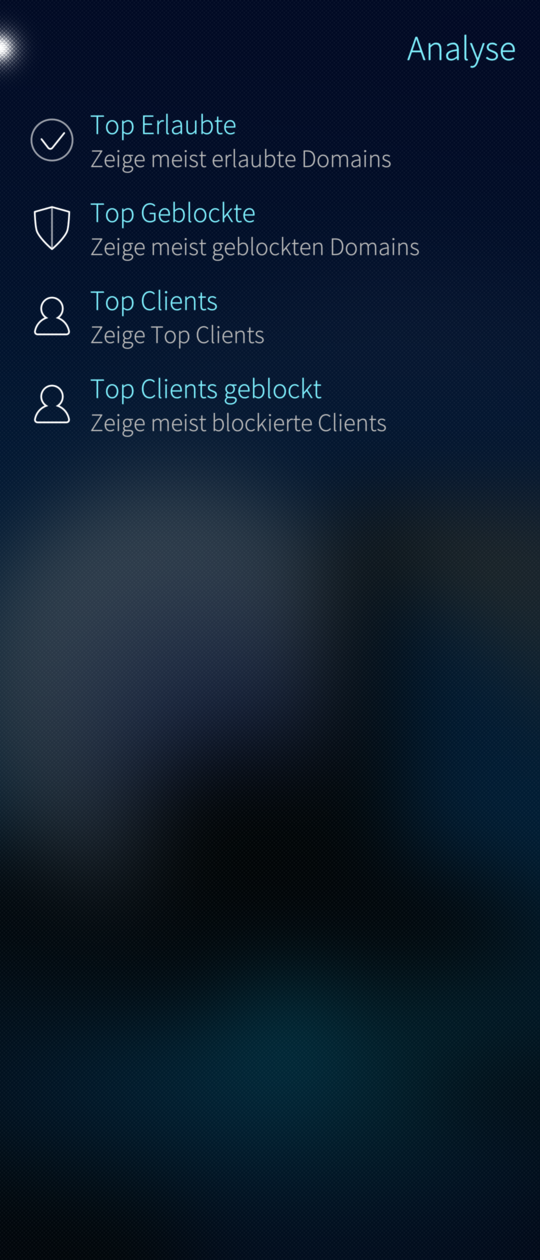 Analyse
Top Erlaubte
Zeige meist erlaubte Domains
Top Geblockte
Zeige meist geblockten Domains
Top Clients
Zeige Top Clients
Top Clients geblockt
Zeige meist blockierte Clients